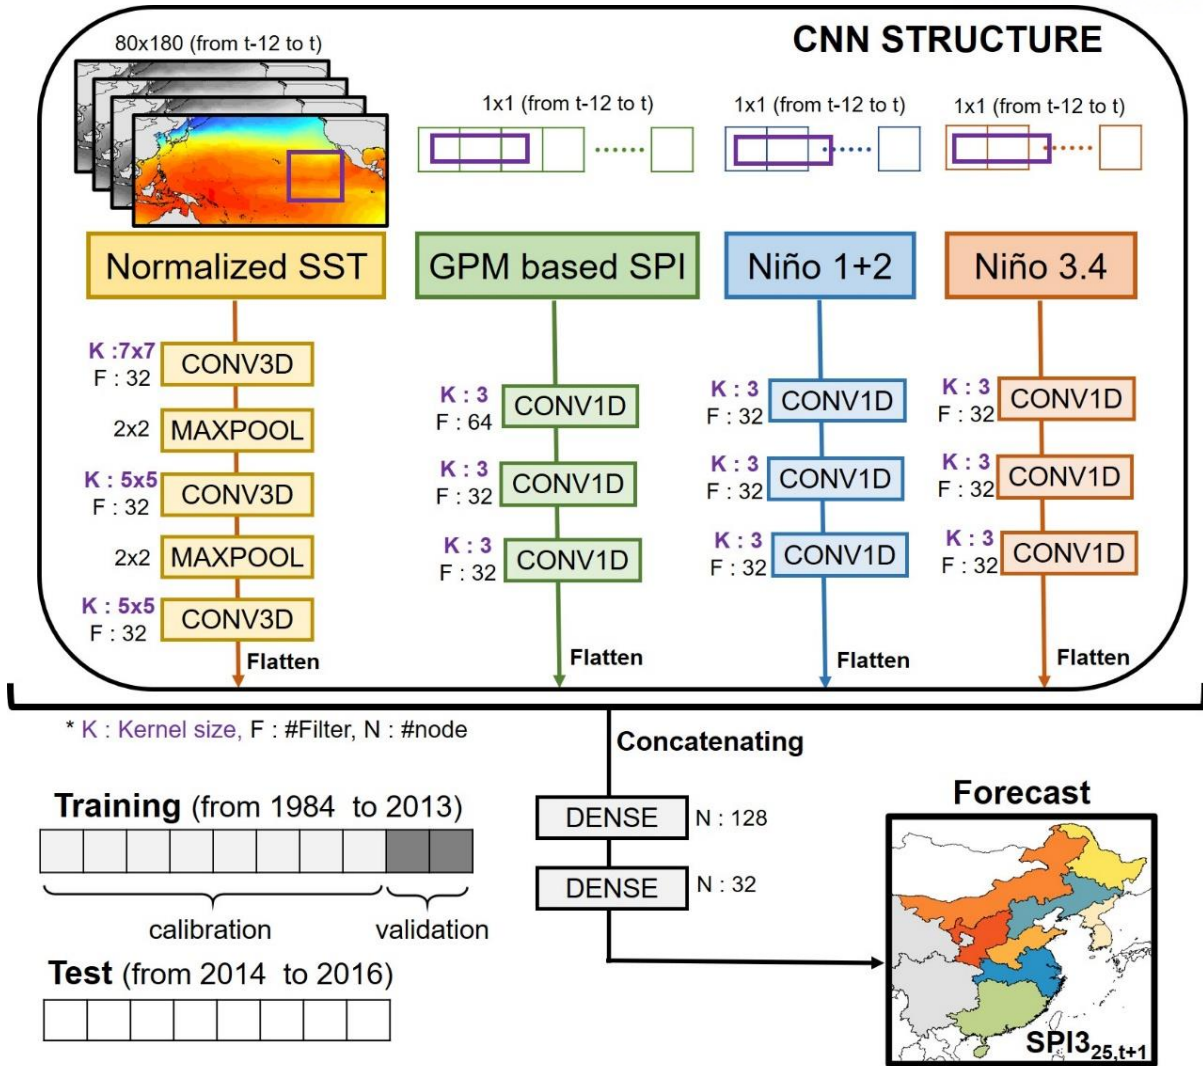 CNN STRUCTURE
80x180 (from t-12 to t)
1x1 (from t-12 to t)
1x1 (from t-12 to t)
1x1 (from t-12 to t)
Normalized SST
GPM based SPI
Niño 1+2
Niño 3.4
K :7x7
F : 32
CONV3D
2x2
MAXPOOL
K : 5x5
F : 32
CONV3D
2x2
MAXPOOL
K : 5x5
F : 32
CONV3D
Flatten
K : 3
F : 64
CONV1D
K : 3
F : 32
CONV1D
K : 3
F : 32
CONV1D
Flatten
K : 3
F : 32
CONV1D
K : 3
F : 32
CONV1D
K : 3
F : 32
CONV1D
Flatten
K : 3
F : 32
CONV1D
K : 3
F : 32
CONV1D
K : 3
F : 32
CONV1D
Flatten
* K : Kernel size, F : #Filter, N : #node
Concatenating
Training (from 1984 to 2013)
calibration
validation
Test (from 2014 to 2016)
DENSE
N : 128
DENSE
N : 32
Forecast
SPI325,t+1